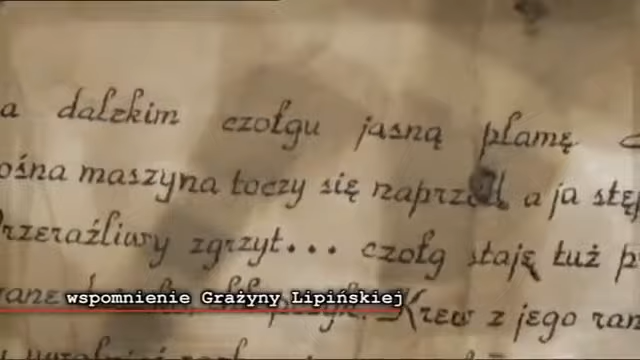 a dalekim czołgu jasną plamę
ośna maszyna toczy się naprzód a ja stę
Przeraźliwy zgrzyt... czołg staję tuż p
wspomnienie Grażyny Lipińskiej
Krew z jego ran